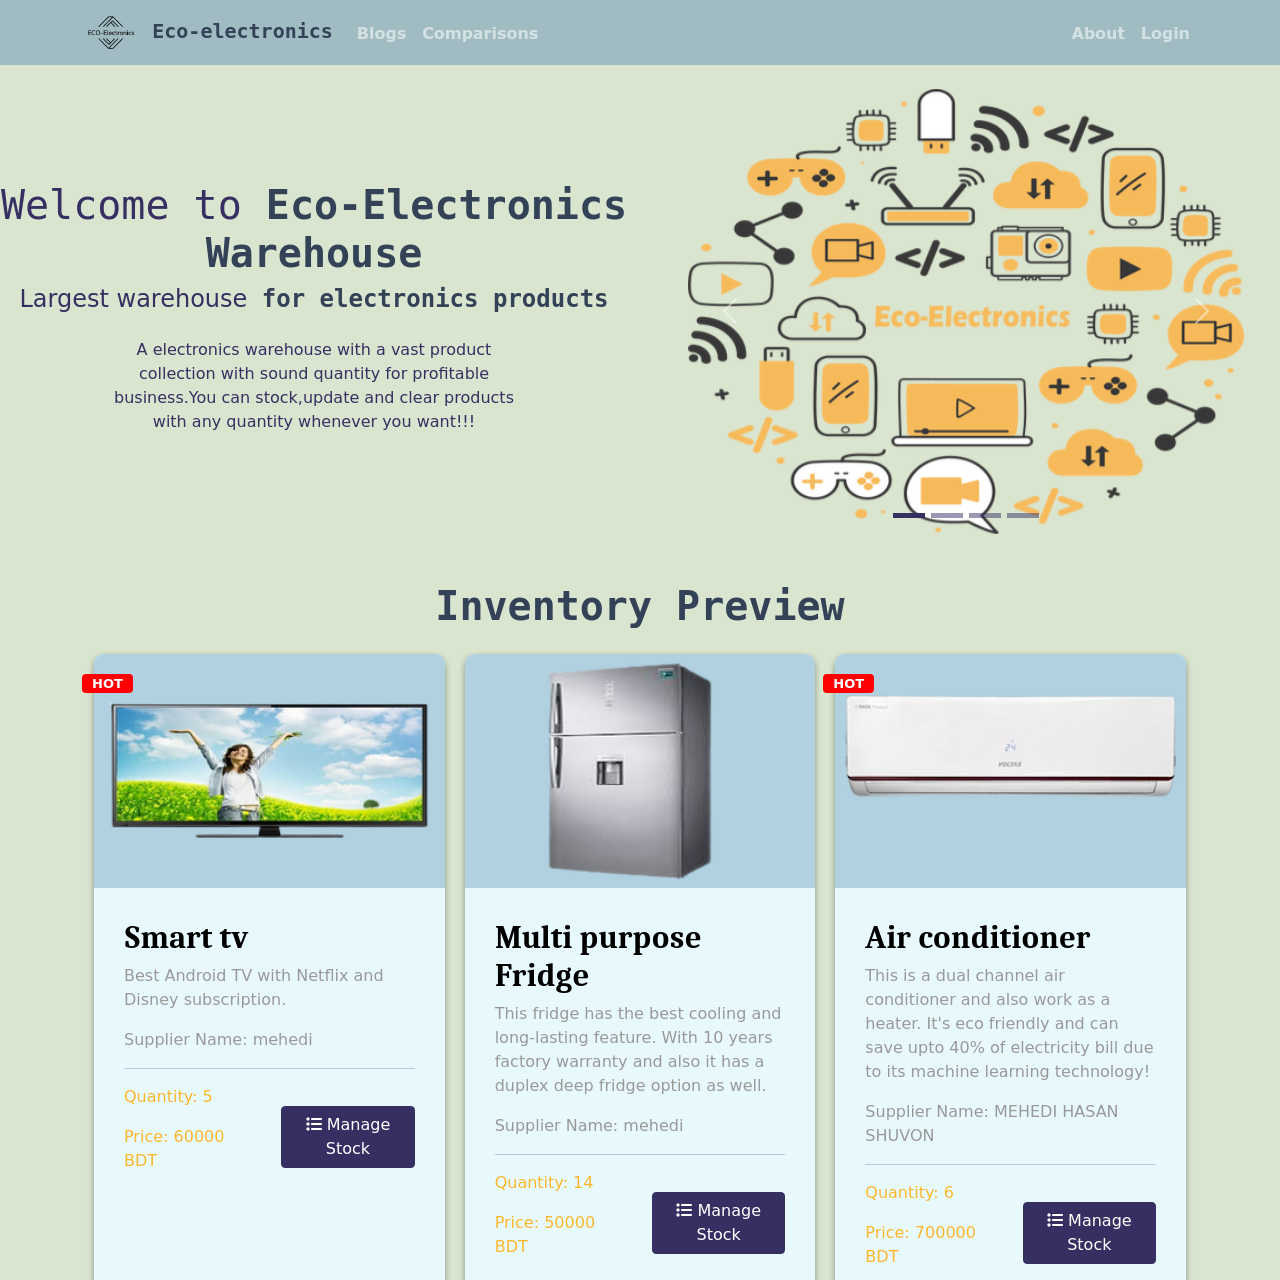 ECO-Electronics
Eco-electronics
Blogs
Comparisons
About
Login
Welcome to Eco-Electronics
Warehouse
Largest warehouse for electronics products
A electronics warehouse with a vast product
collection with sound quantity for profitable
business.You can stock,update and clear products
with any quantity whenever you want!!!
Eco-Electronics
Inventory Preview
HOT
Smart tv
Best Android TV with Netflix and
Disney subscription.
Supplier Name: mehedi
Quantity: 5
Price: 60000
BDT
Manage
Stock
Multi purpose
Fridge
This fridge has the best cooling and
long-lasting feature. With 10 years
factory warranty and also it has a
duplex deep fridge option as well.
Supplier Name: mehedi
Quantity: 14
Price: 50000
BDT
Manage
Stock
HOT
24
VOLTAS
Air conditioner
This is a dual channel air
conditioner and also work as a
heater. It's eco friendly and can
save upto 40% of electricity bill due
to its machine learning technology!
Supplier Name: MEHEDI HASAN
SHUVON
Quantity: 6
Price: 700000
BDT
Manage
Stock